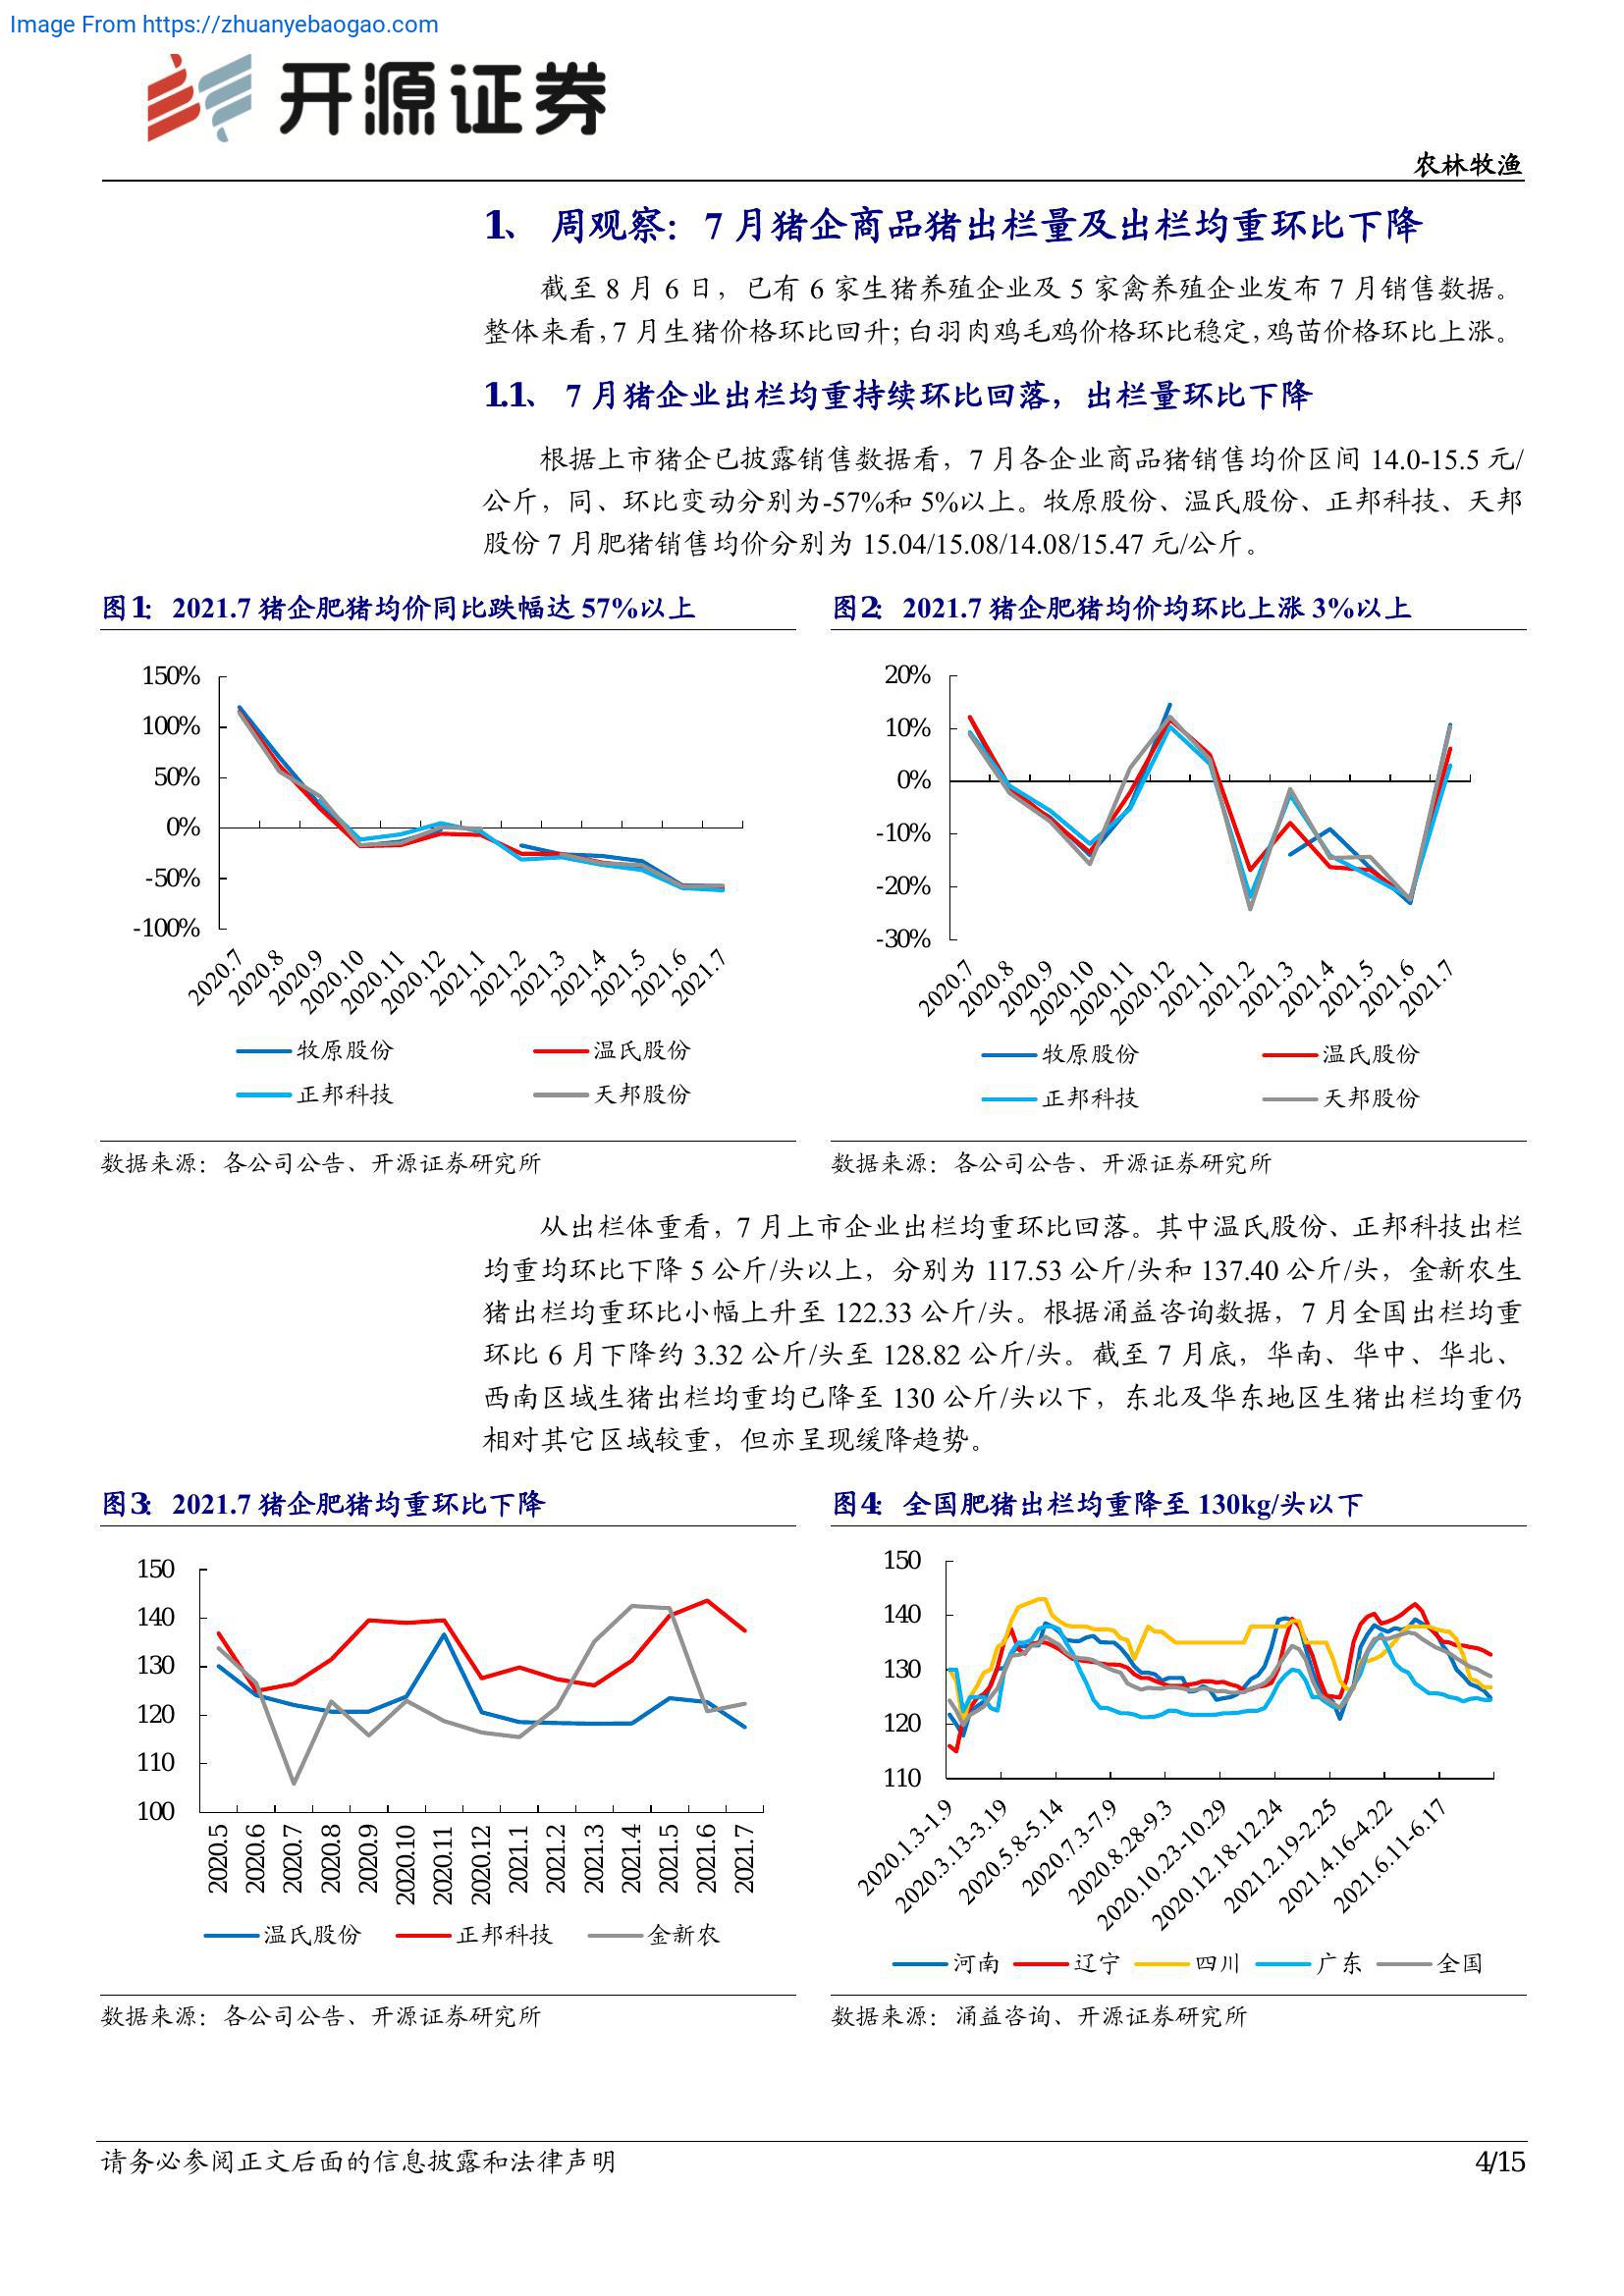 Image From https://zhuanyebaogao.com
开源证券
农林牧渔
1、 周观察：7 月猪企商品猪出栏量及出栏均重环比下降
截至 8 月 6 日，已有 6 家生猪养殖企业及 5 家禽养殖企业发布 7 月销售数据。
整体来看，7 月生猪价格环比回升；白羽肉鸡毛鸡价格环比稳定，鸡苗价格环比上涨。
1.1、 7 月猪企业出栏均重持续环比回落，出栏量环比下降
根据上市猪企已披露销售数据看，7 月各企业商品猪销售均价区间 14.0-15.5 元/
公斤，同、环比变动分别为-57%和 5%以上。牧原股份、温氏股份、正邦科技、天邦
股份 7 月肥猪销售均价分别为 15.04/15.08/14.08/15.47 元/公斤。
图1： 2021.7 猪企肥猪均价同比跌幅达 57%以上
150%
100%
50%
0%
-50%
-100%
2020.7
2020.8
2020.9
2020.10
2020.11
2020.12
2021.1
2021.2
2021.3
2021.4
2021.5
2021.6
2021.7
牧原股份
温氏股份
正邦科技
天邦股份
数据来源：各公司公告、开源证券研究所
图2： 2021.7 猪企肥猪均价均环比上涨 3%以上
20%
10%
0%
-10%
-20%
-30%
2020.7
2020.8
2020.9
2020.10
2020.11
2020.12
2021.1
2021.2
2021.3
2021.4
2021.5
2021.6
2021.7
牧原股份
温氏股份
正邦科技
天邦股份
数据来源：各公司公告、开源证券研究所
从出栏体重看，7 月上市企业出栏均重环比回落。其中温氏股份、正邦科技出栏
均重均环比下降 5 公斤/头以上，分别为 117.53 公斤/头和 137.40 公斤/头，金新农生
猪出栏均重环比小幅上升至 122.33 公斤/头。根据涌益咨询数据，7 月全国出栏均重
环比 6 月下降约 3.32 公斤/头至 128.82 公斤/头。截至 7 月底，华南、华中、华北、
西南区域生猪出栏均重均已降至 130 公斤/头以下，东北及华东地区生猪出栏均重仍
相对其它区域较重，但亦呈现缓降趋势。
图3： 2021.7 猪企肥猪均重环比下降
150
140
130
120
110
100
2020.5
2020.6
2020.7
2020.8
2020.9
2020.10
2020.11
2020.12
2021.1
2021.2
2021.3
2021.4
2021.5
2021.6
2021.7
温氏股份
正邦科技
金新农
数据来源：各公司公告、开源证券研究所
图4： 全国肥猪出栏均重降至 130kg/头以下
150
140
130
120
110
2020.1.3-1.9
2020.3.13-3.19
2020.5.8-5.14
2020.7.3-7.9
2020.8.28-9.3
2020.10.23-10.29
2020.12.18-12.24
2021.2.19-2.25
2021.4.16-4.22
2021.6.11-6.17
河南
辽宁
四川
广东
全国
数据来源：涌益咨询、开源证券研究所
请务必参阅正文后面的信息披露和法律声明
4/15